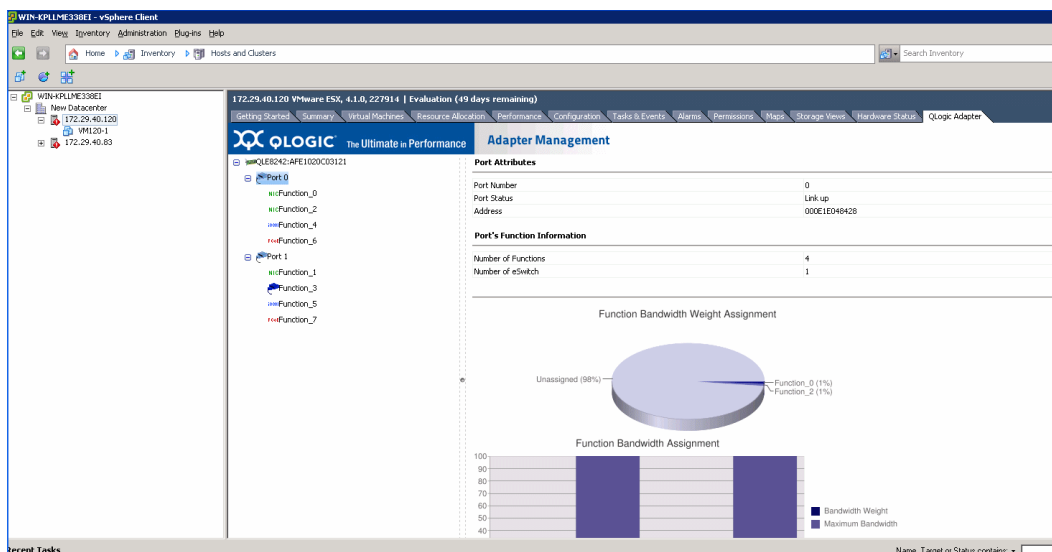 WIN-KPLLME338EI - vSphere Client
File Edit View Inventory Administration Plug-ins Help
Home Inventory Hosts and Clusters
Search Inventory
WIN-KPLLME338EI
New Datacenter
172.29.40.120
VM120-1
172.29.40.83
172.29.40.120 VMware ESX, 4.1.0, 227914 | Evaluation (49 days remaining)
Getting Started Summary Virtual Machines Resource Allocation Performance Configuration Tasks & Events Alarms Permissions Maps Storage Views Hardware Status QLogic Adapter
QLOGIC The Ultimate in Performance Adapter Management
QLE8242:AFE1020C03121
Port 0
NIC Function_0
NIC Function_2
Function_4
Function_6
Port 1
NIC Function_1
Function_3
Function_5
Function_7
Port Attributes
Port Number 0
Port Status Link up
Address 000E1E048428
Port's Function Information
Number of Functions 4
Number of eSwitch 1
Function Bandwidth Weight Assignment
Unassigned (98%)
Function_0 (1%)
Function_2 (1%)
Function Bandwidth Assignment
100
90
80
70
60
50
40
Bandwidth Weight
Maximum Bandwidth
Recent Tasks
Name, Target or Status contains: